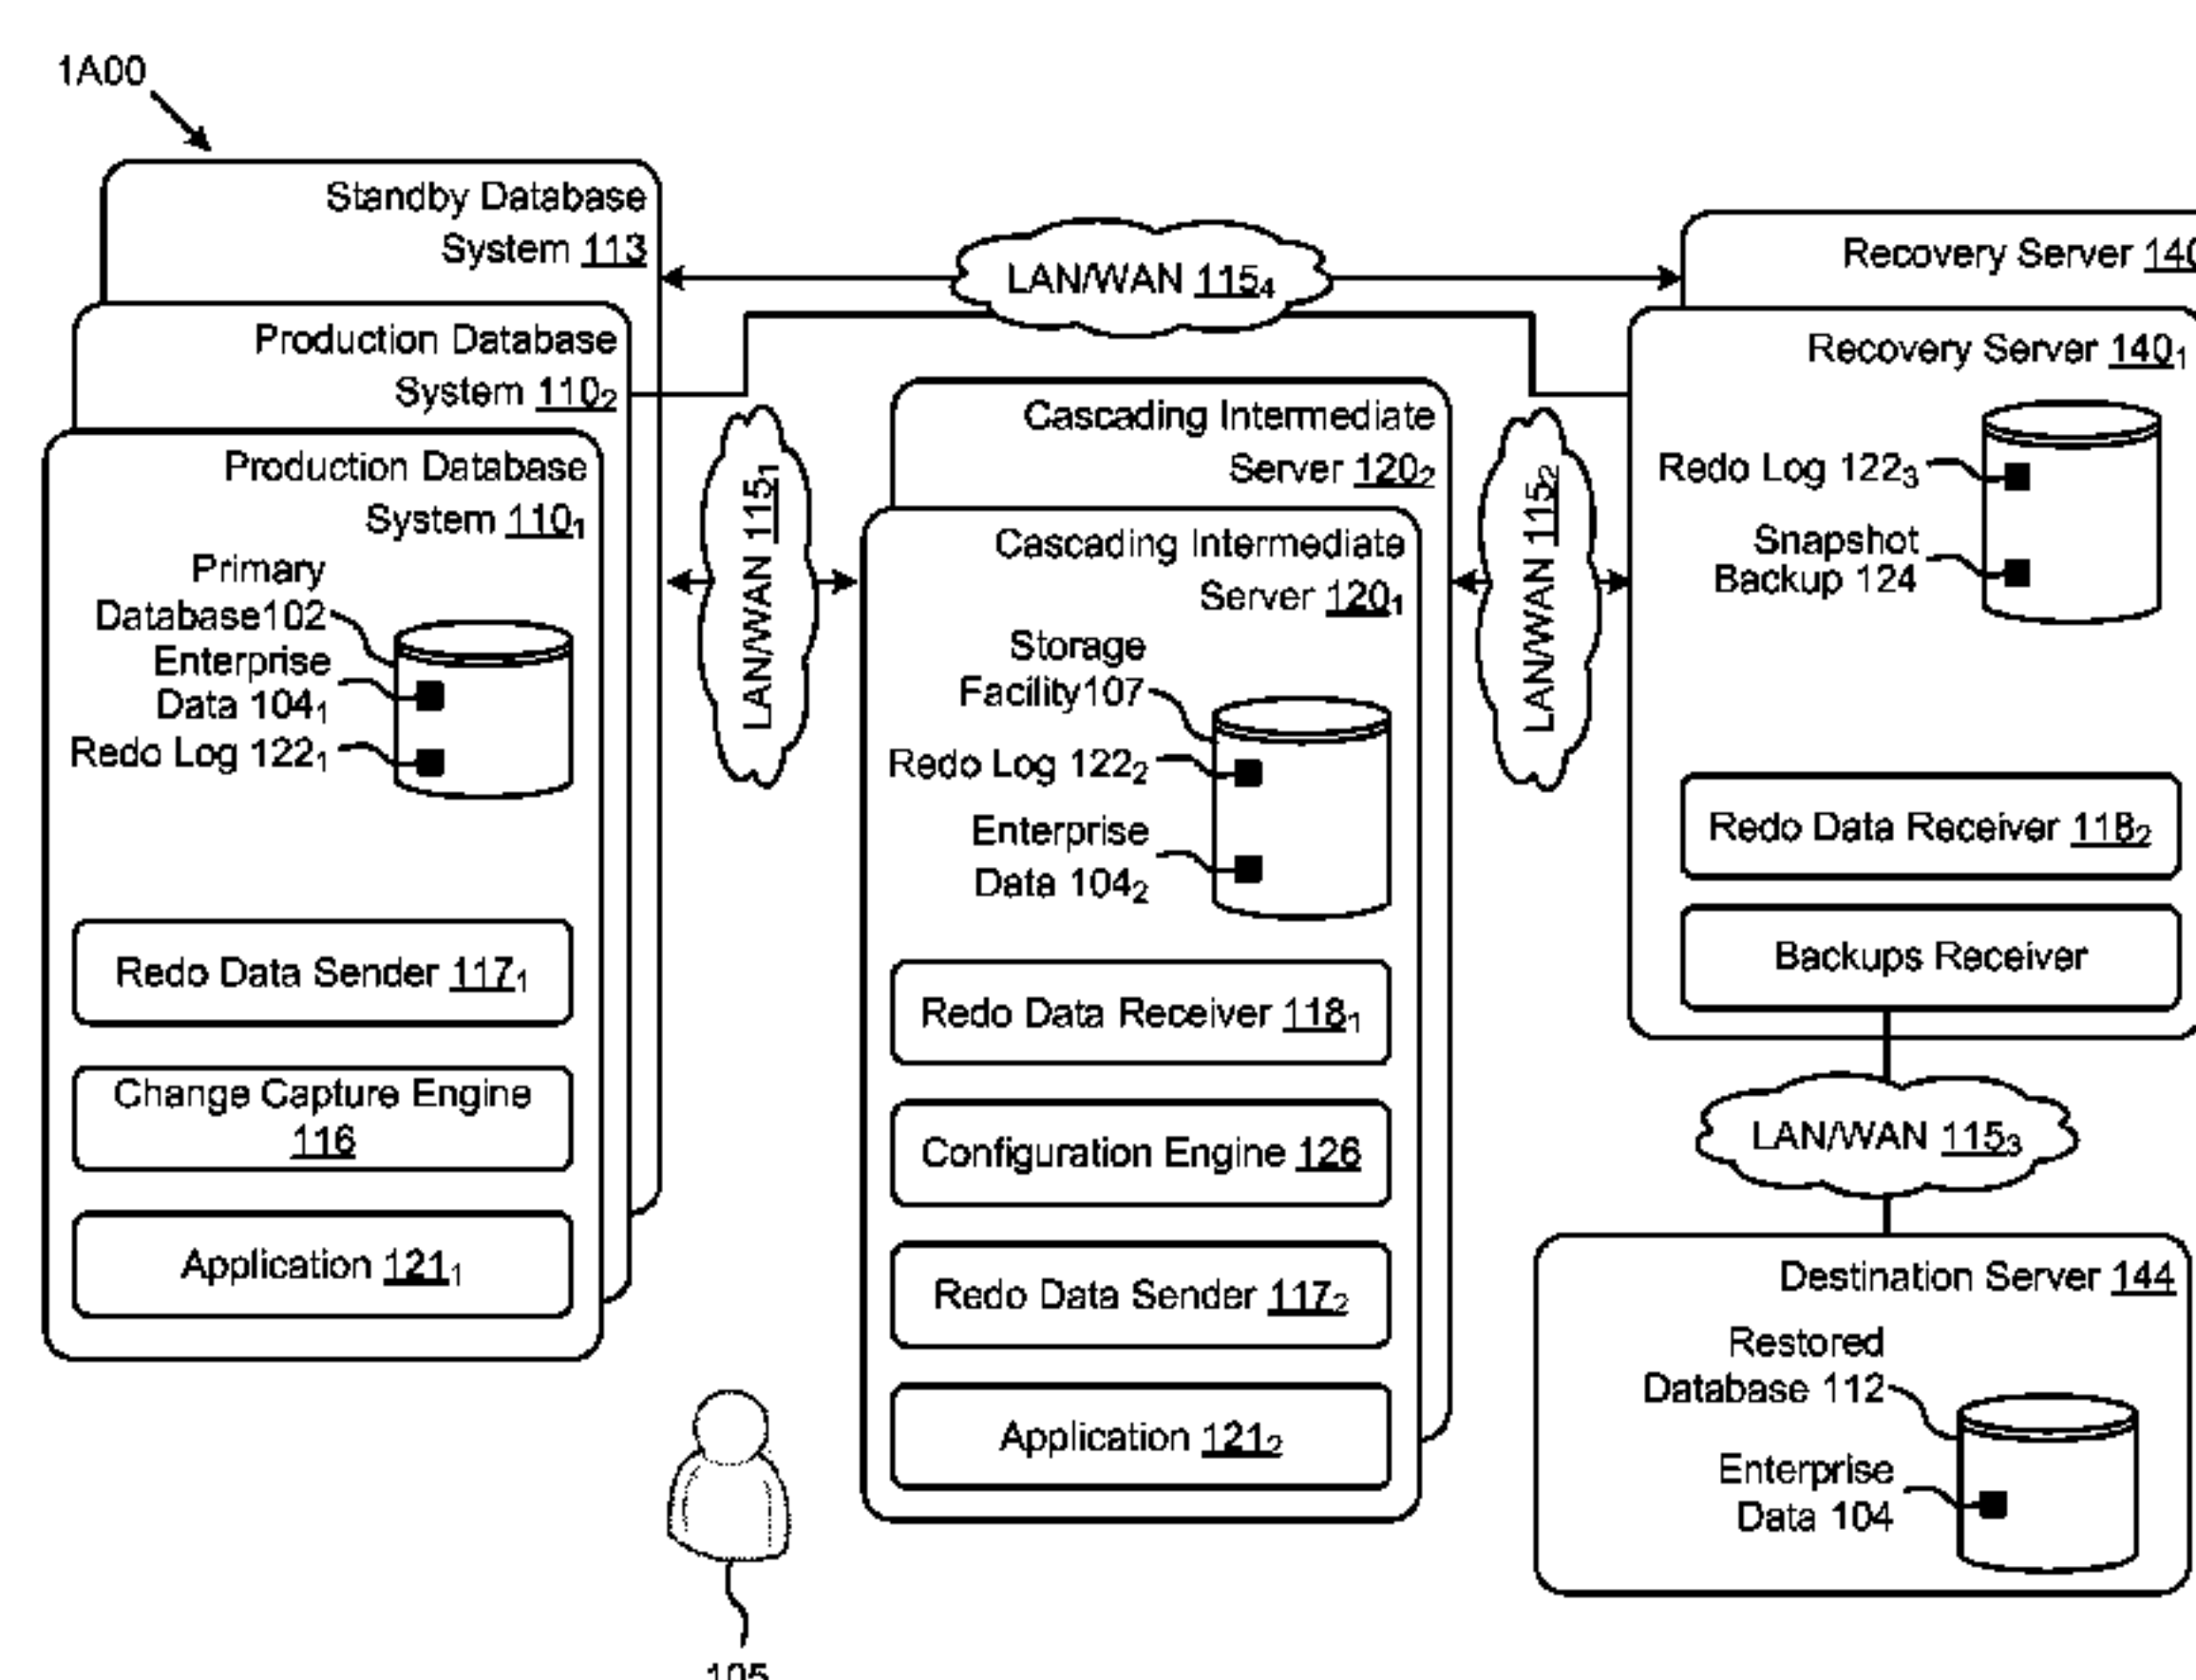 1A00
Standby Database
System 113
Production Database
System 110₂
Production Database
System 110₁
Primary
Database102
Enterprise
Data 104₁
Redo Log 122₁
Redo Data Sender 117₁
Change Capture Engine
116
Application 121₁
LAN/WAN 115₄
LAN/WAN 115₁
Cascading Intermediate
Server 120₂
Cascading Intermediate
Server 120₁
Storage
Facility107
Redo Log 122₂
Enterprise
Data 104₂
Redo Data Receiver 118₁
Configuration Engine 126
Redo Data Sender 117₂
Application 121₂
105
LAN/WAN 115₂
Recovery Server
Recovery Server 140₁
Redo Log 122₃
Snapshot
Backup 124
Redo Data Receiver 118₂
Backups Receiver
LAN/WAN 115₃
Destination Server 144
Restored
Database 112
Enterprise
Data 104